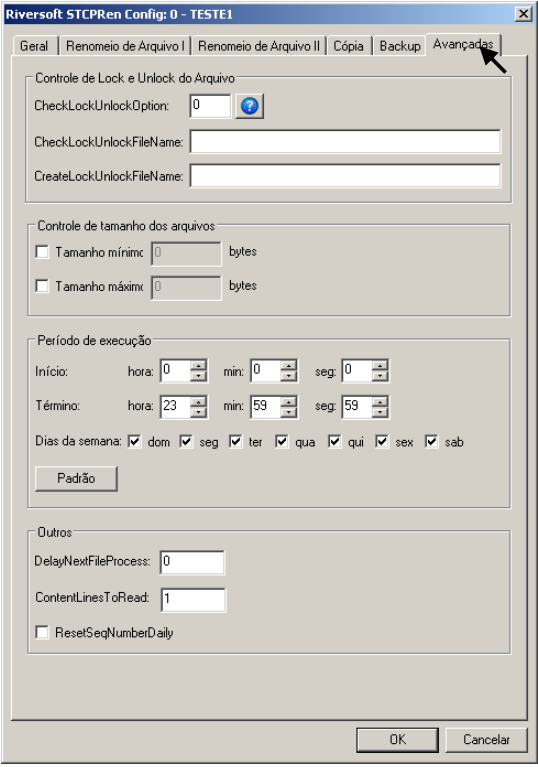 Riversoft STCPRen Config: 0 - TESTE1
Geral Renomeio de Arquivo I Renomeio de Arquivo II Cópia Backup Avançadas
Controle de Lock e Unlock do Arquivo
CheckLockUnlockOption: 0 ?
CheckLockUnlockFileName:
CreateLockUnlockFileName:
Controle de tamanho dos arquivos
Tamanho mínimo 0 bytes
Tamanho máximo 0 bytes
Período de execução
Início: hora: 0 min: 0 seg: 0
Término: hora: 23 min: 59 seg: 59
Dias da semana: dom seg ter qua qui sex sab
Padrão
Outros
DelayNextFileProcess: 0
ContentLinesToRead: 1
ResetSeqNumberDaily
OK Cancelar